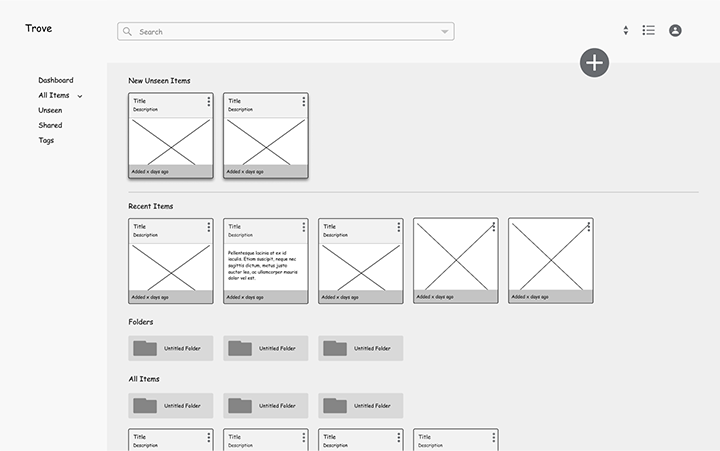 Trove
Search
Dashboard
All Items
Unseen
Shared
Tags
New Unseen Items
Title
Description
Added x days ago
Title
Description
Added x days ago
Recent Items
Title
Description
Added x days ago
Title
Description
Pellentesque lacinia at ex id
iaculis. Etiam suscipit, neque nec
sagittis dictum, metus justo
auctor leo, ac ullamcorper mauris
dolor vel est.
Added x days ago
Title
Description
Added x days ago
Added x days ago
Added x days ago
Folders
Untitled Folder
Untitled Folder
Untitled Folder
All Items
Untitled Folder
Untitled Folder
Untitled Folder
Title
Description
Title
Description
Title
Description
Title
Description